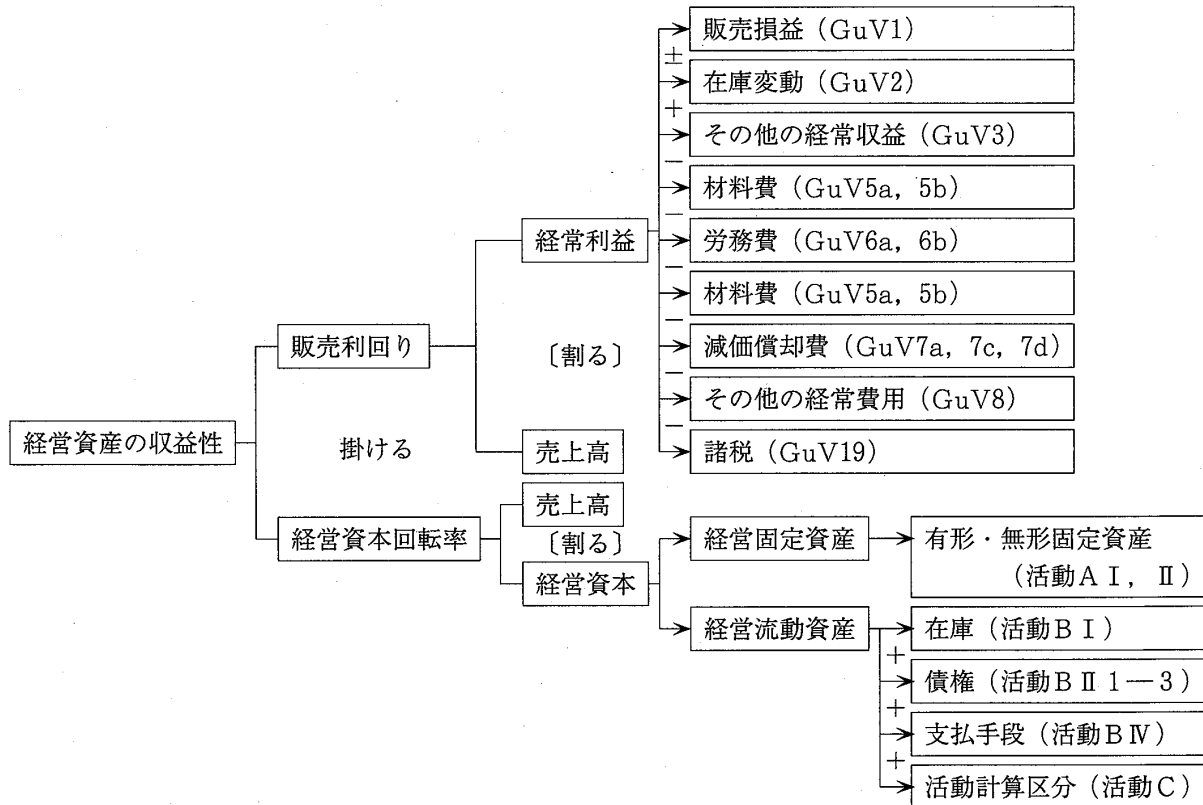 販売損益（GuV1）
±
在庫変動（GuV2）
+
その他の経常収益（GuV3）
−
材料費（GuV5a，5b）
−
経常利益
労務費（GuV6a，6b）
−
材料費（GuV5a，5b）
−
販売利回り
〔割る〕
減価償却費（GuV7a，7c，7d）
−
その他の経常費用（GuV8）
−
経営資産の収益性
掛ける
売上高
諸税（GuV19）
売上高
経営資本回転率
〔割る〕
経営固定資産
有形・無形固定資産
（活動AⅠ，Ⅱ）
経営資本
経営流動資産
在庫（活動BⅠ）
+
債権（活動BⅡ1―3）
+
支払手段（活動BⅣ）
+
活動計算区分（活動C）